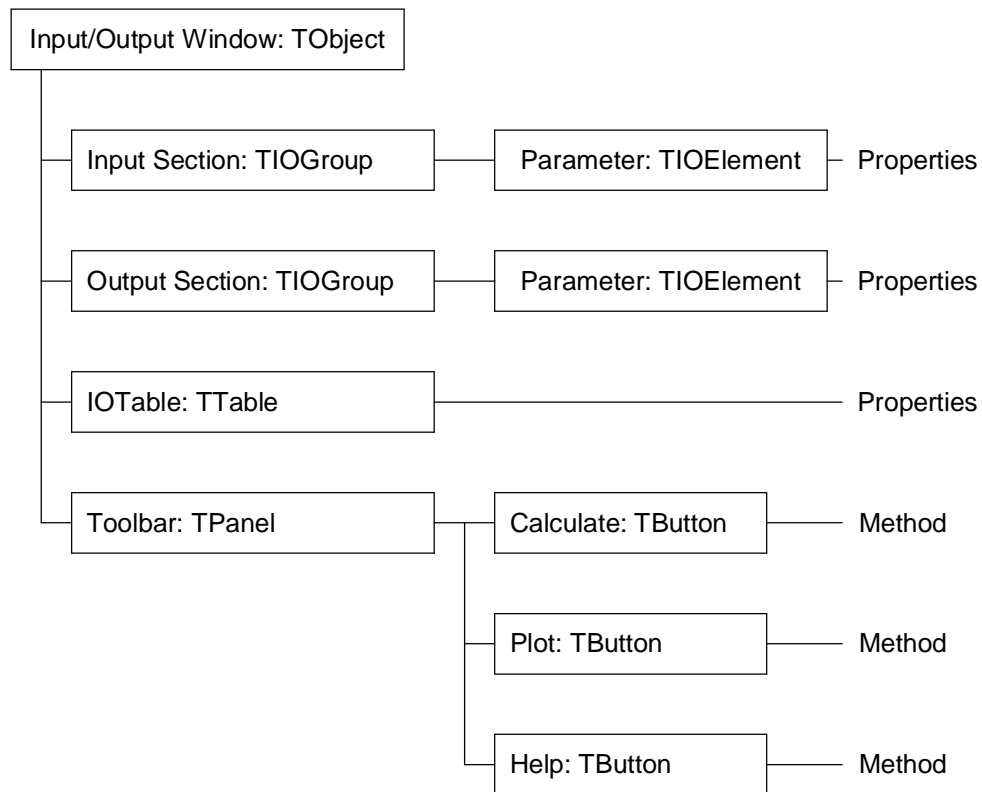 Input/Output Window: TObject
Input Section: TIOGroup
Parameter: TIOElement
Properties
Output Section: TIOGroup
Parameter: TIOElement
Properties
IOTable: TTable
Properties
Toolbar: TPanel
Calculate: TButton
Method
Plot: TButton
Method
Help: TButton
Method